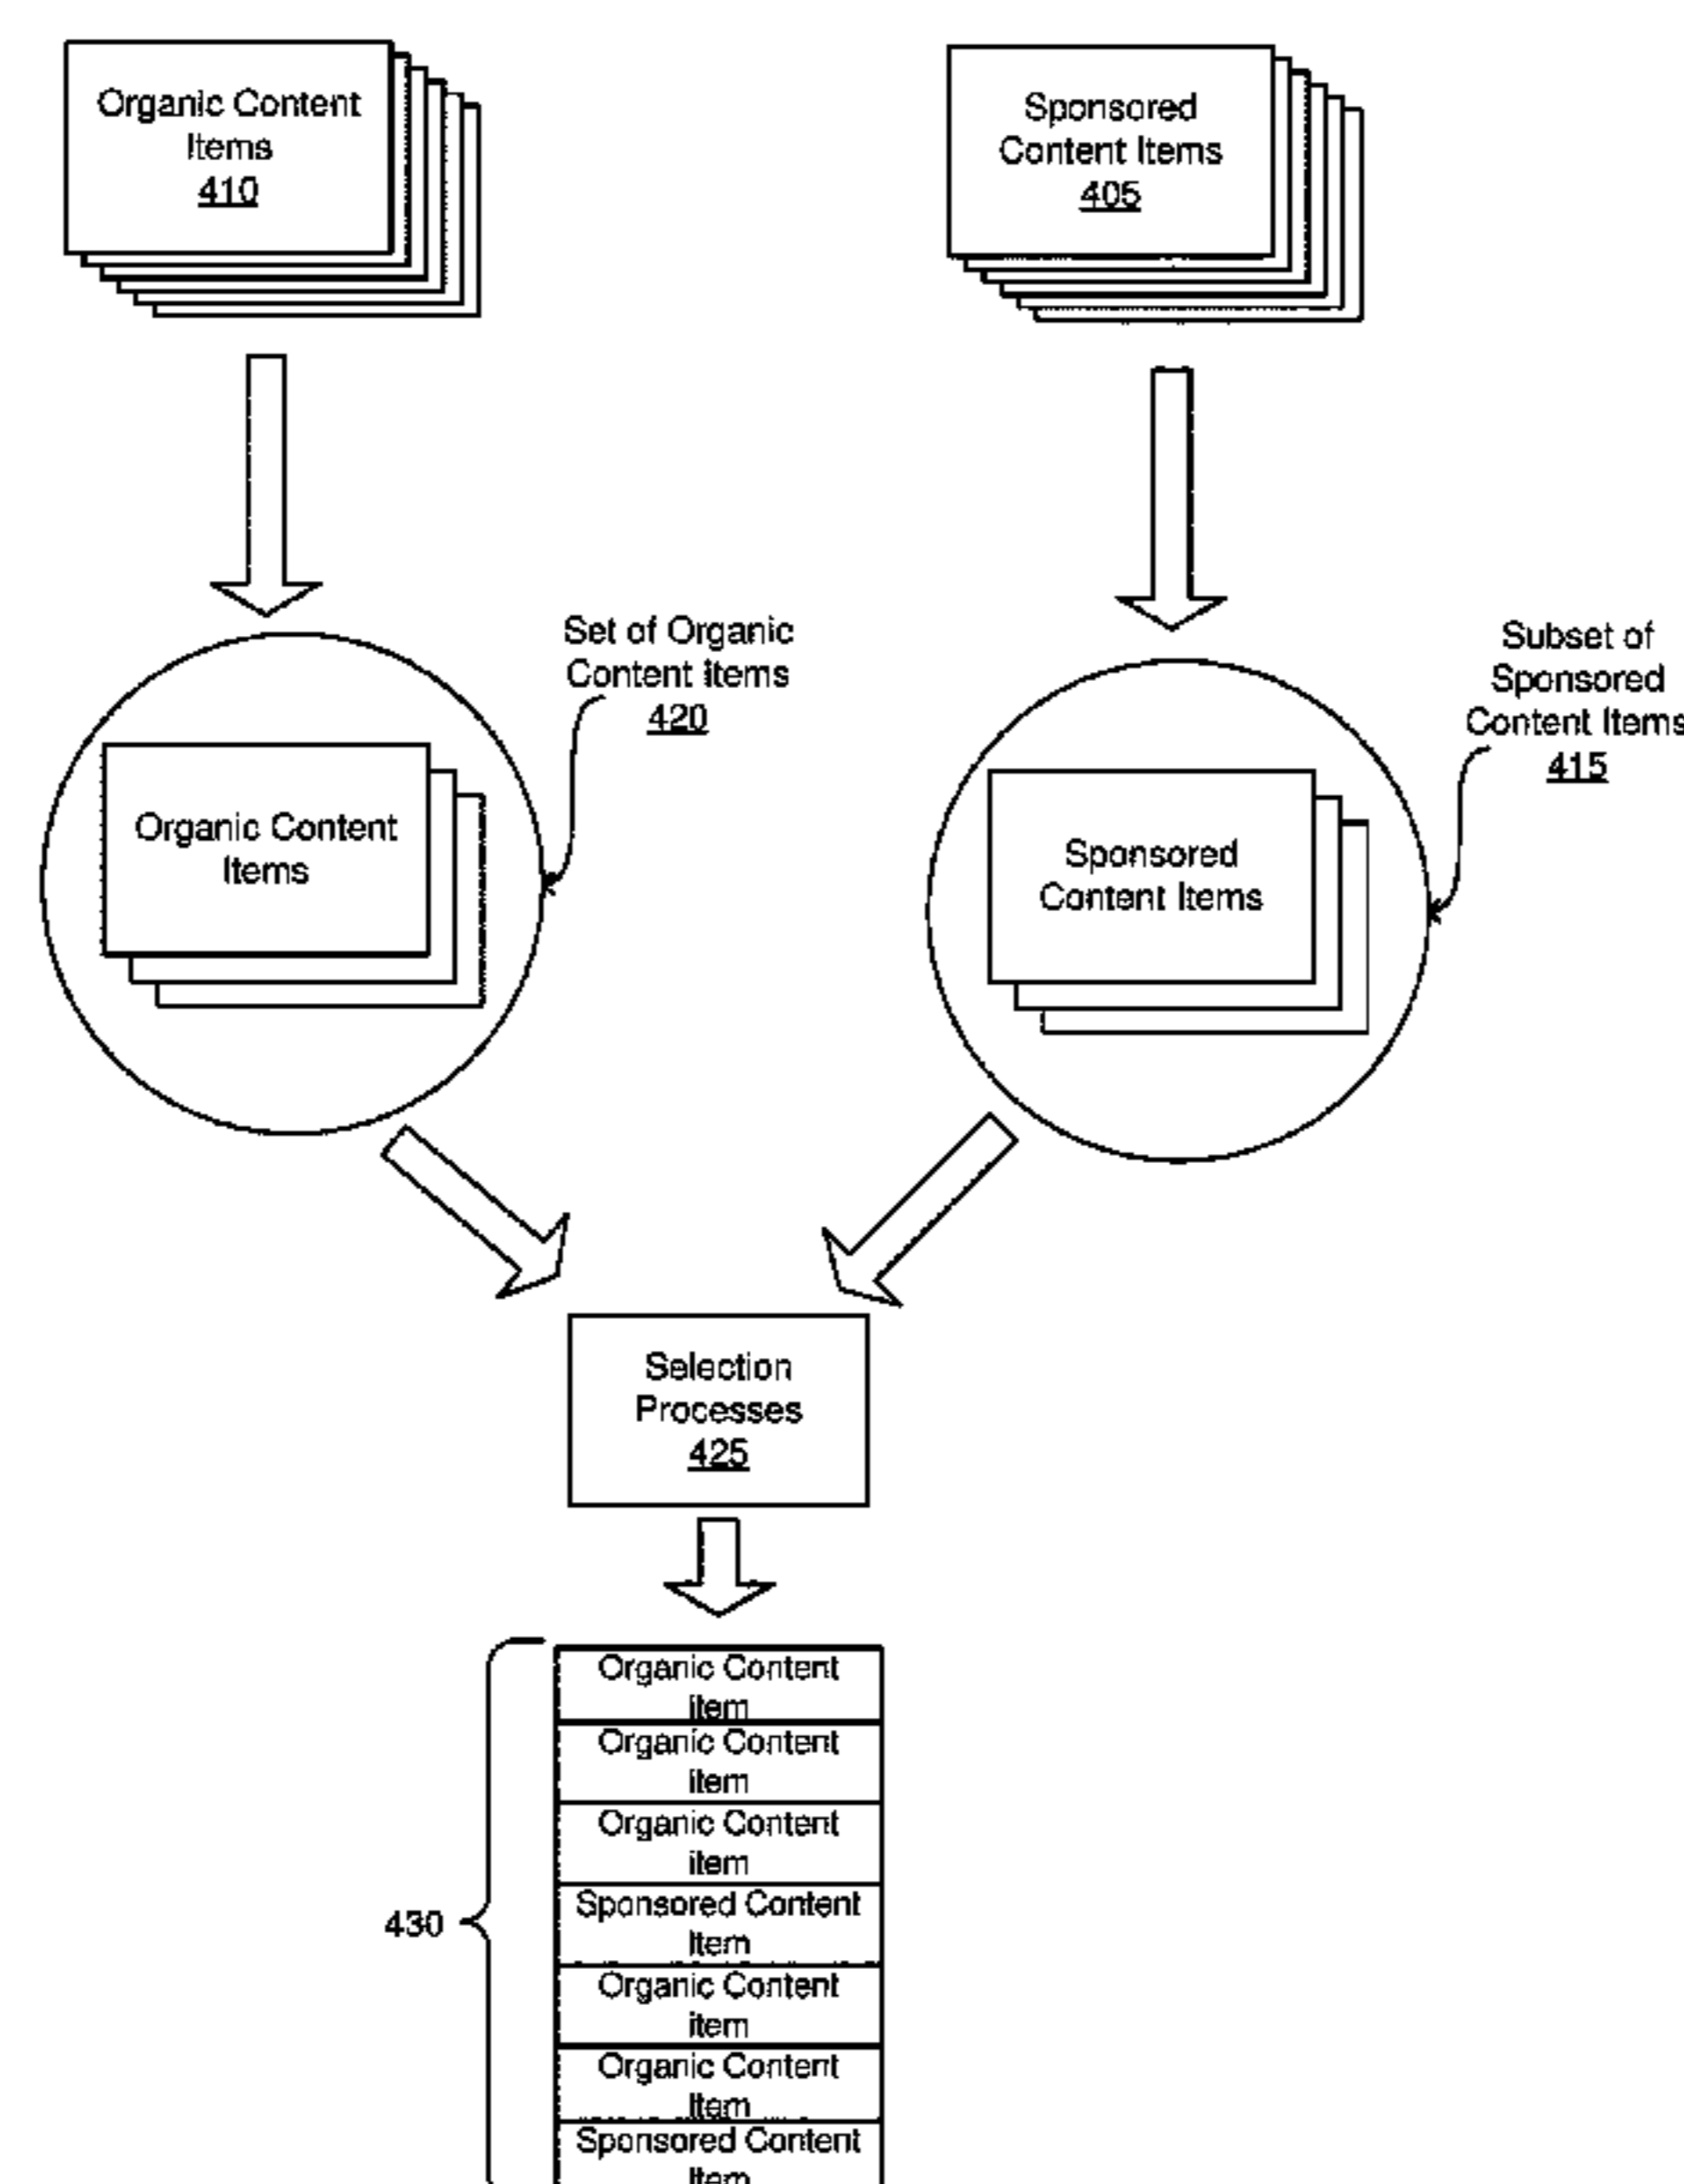 Organic Content
Items
410
Sponsored
Content Items
405
Set of Organic
Content items
420
Subset of
Sponsored
Content Items
415
Organic Content
Items
Sponsored
Content Items
Selection
Processes
425
430
Organic Content
item
Organic Content
item
Organic Content
item
Sponsored Content
Item
Organic Content
item
Organic Content
Item
Sponsored Content
Item